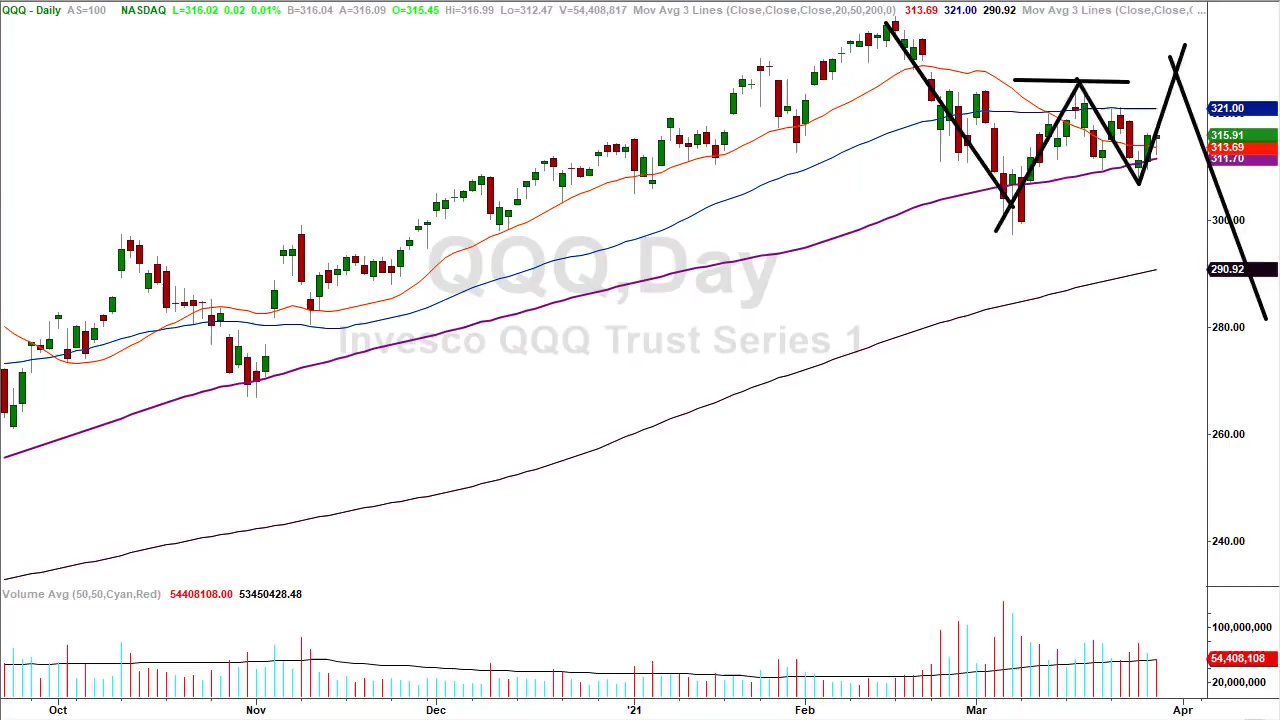 QQQ - Daily AS=100 NASDAQ L=316.02 0.02 0.01% B=316.04 A=316.09 O=315.45 Hi=316.99 Lo=312.47 V=54,408,817 Mov Avg 3 Lines (Close,Close,Close,20,50,200,0) 313.69 321.00 290.92 Mov Avg 3 Lines (Close,Close,( ...
321.00
315.91
313.69
311.70
300.00
QQQ,Day
290.92
Invesco QQQ Trust Series 1
280.00
260.00
240.00
Volume Avg (50,50,Cyan,Red) 54408108.00 53450428.48
100,000,000
54,408,108
20,000,000
Oct Nov Dec '21 Feb Mar Apr